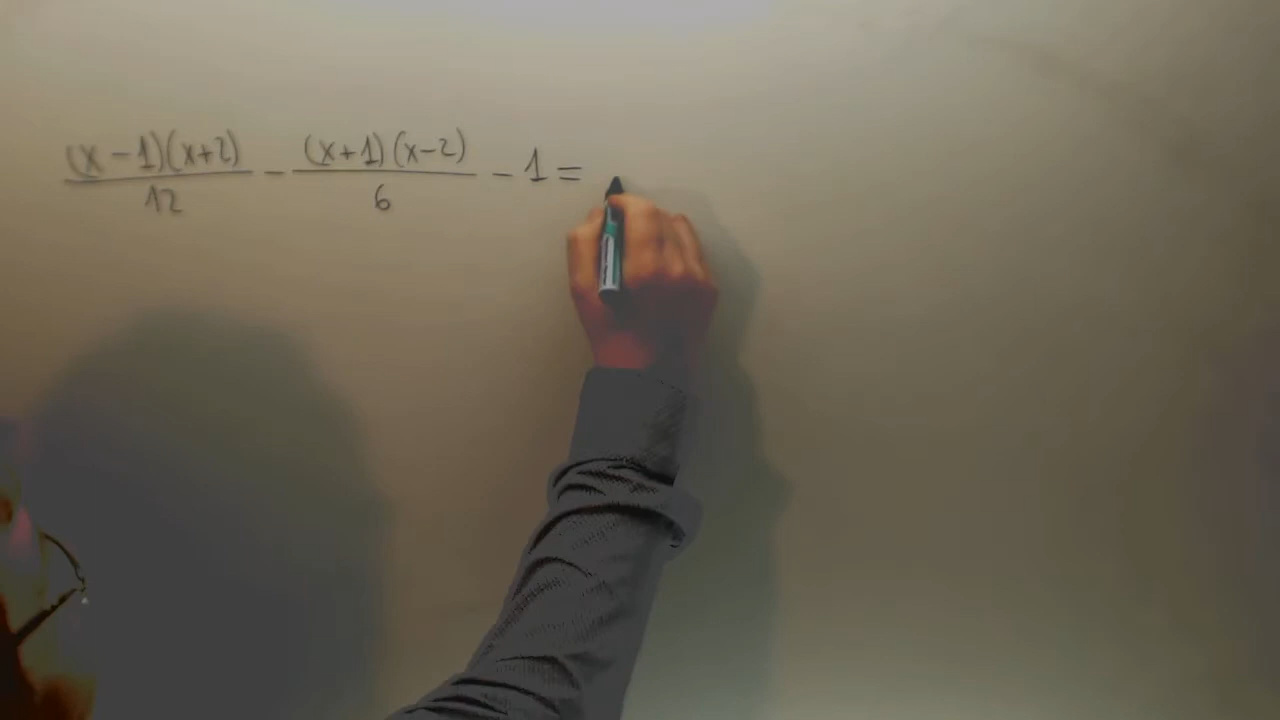 (x-1)(x+2)/12 - (x+1)(x-2)/6 - 1 =